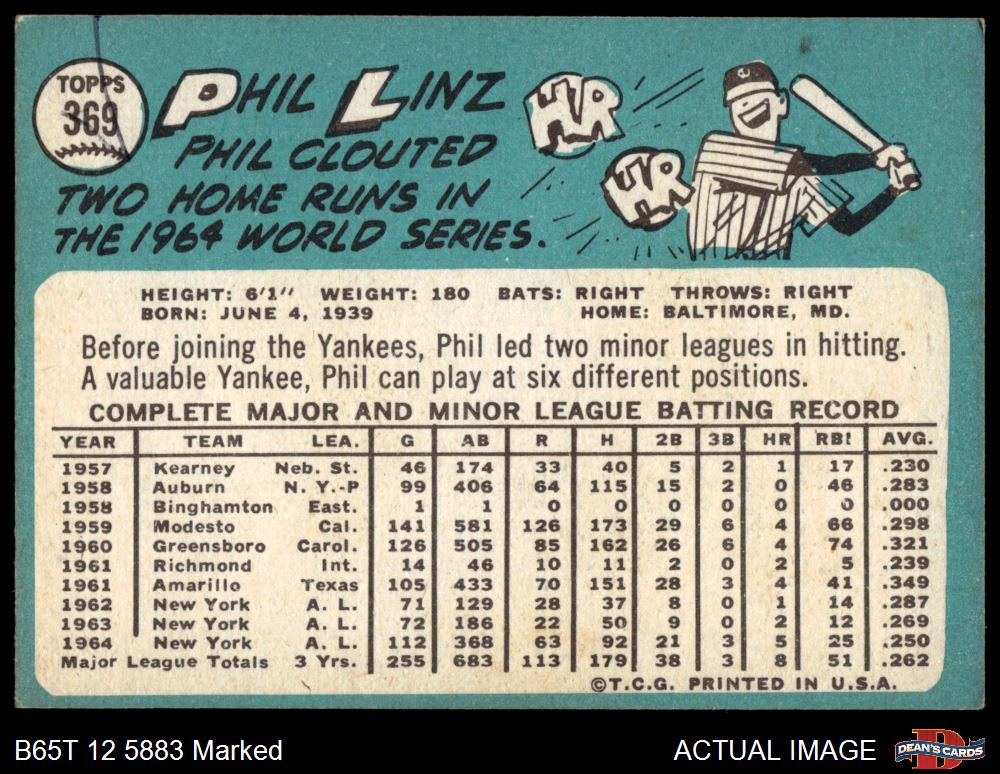 TOPPS
369
PHIL LINZ
PHIL CLOUTED
TWO HOME RUNS IN
THE 1964 WORLD SERIES.
HR
HR
HEIGHT: 6'1" WEIGHT: 180 BATS: RIGHT THROWS: RIGHT
BORN: JUNE 4, 1939 HOME: BALTIMORE, MD.
Before joining the Yankees, Phil led two minor leagues in hitting.
A valuable Yankee, Phil can play at six different positions.
COMPLETE MAJOR AND MINOR LEAGUE BATTING RECORD
YEAR TEAM LEA. G AB R H 2B 3B HR RBI AVG.
1957 Kearney Neb. St. 46 174 33 40 5 2 1 17 .230
1958 Auburn N. Y.-P 99 406 64 115 15 2 0 46 .283
1958 Binghamton East. 1 1 0 0 0 0 0 0 .000
1959 Modesto Cal. 141 581 126 173 29 6 4 66 .298
1960 Greensboro Carol. 126 505 85 162 26 6 4 74 .321
1961 Richmond Int. 14 46 10 11 2 0 2 5 .239
1961 Amarillo Texas 105 433 70 151 28 3 4 41 .349
1962 New York A. L. 71 129 28 37 8 0 1 14 .287
1963 New York A. L. 72 186 22 50 9 0 2 12 .269
1964 New York A. L. 112 368 63 92 21 3 5 25 .250
Major League Totals 3 Yrs. 255 683 113 179 38 3 8 51 .262
©T.C.G. PRINTED IN U.S.A.
B65T 12 5883 Marked
ACTUAL IMAGE
DEAN'S CARDS